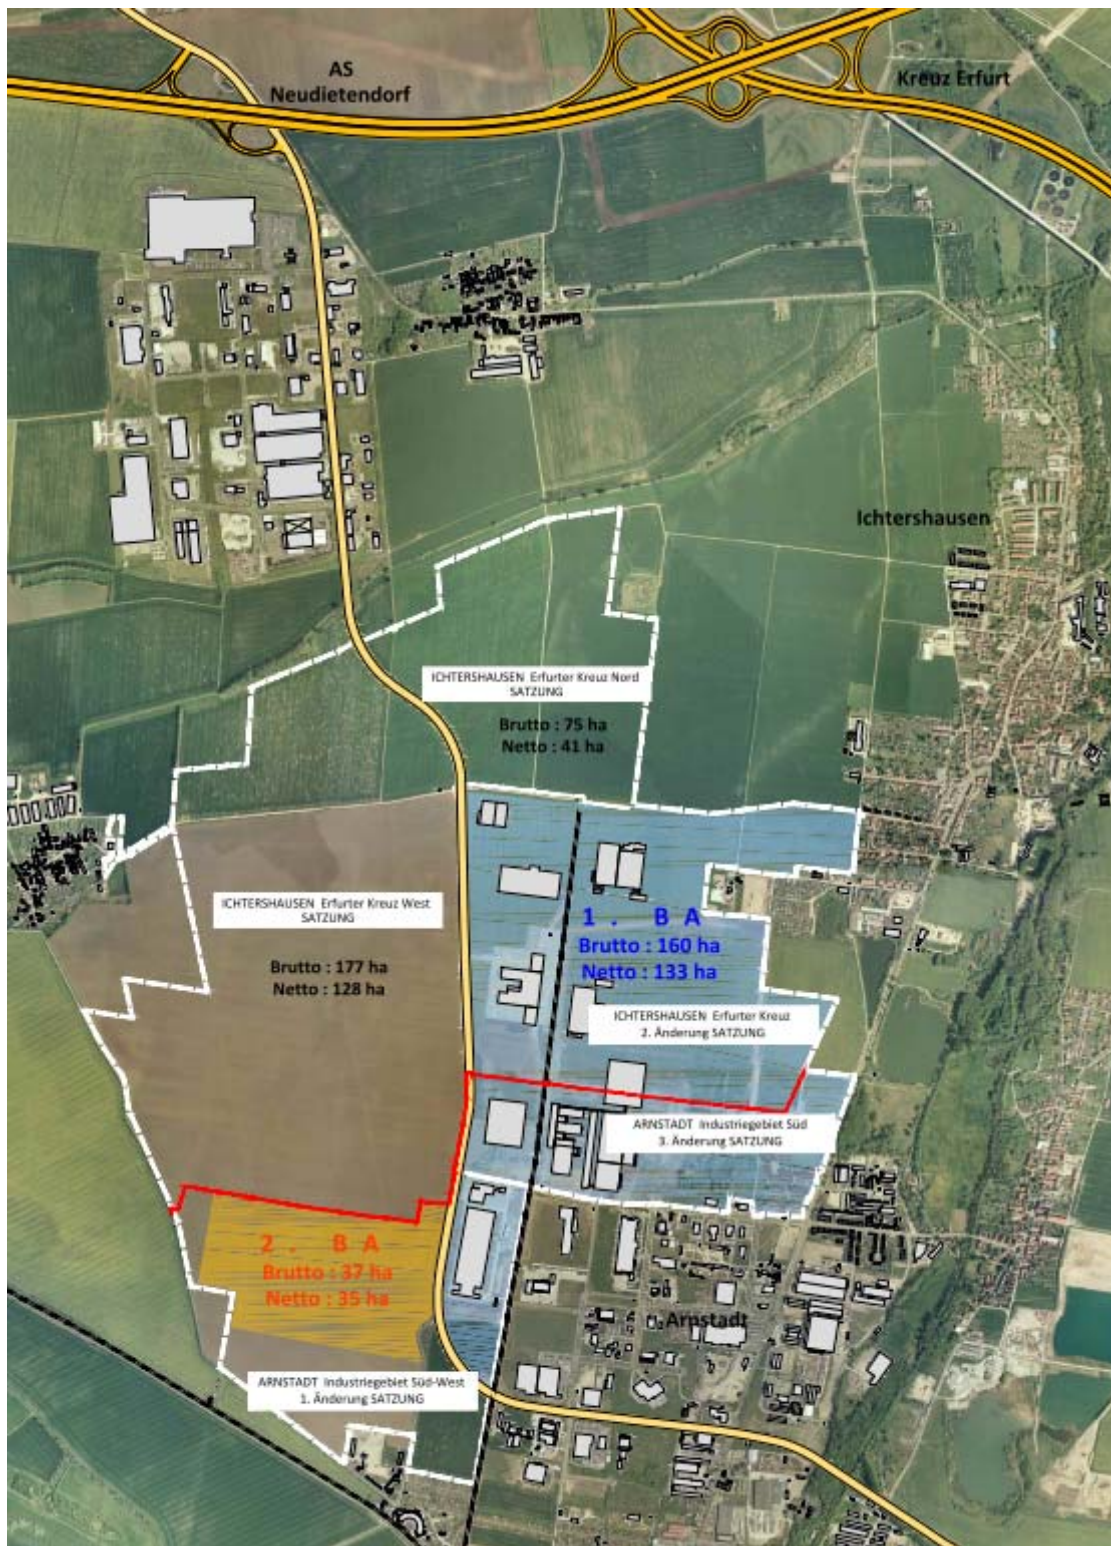 AS
Neudietendorf
Kreuz Erfurt
Ichtershausen
ICHTERSHAUSEN Erfurter Kreuz Nord
SATZUNG
Brutto : 75 ha
Netto : 41 ha
ICHTERSHAUSEN Erfurter Kreuz West
SATZUNG
Brutto : 177 ha
Netto : 128 ha
1 . B A
Brutto : 160 ha
Netto : 133 ha
ICHTERSHAUSEN Erfurter Kreuz
2. Änderung SATZUNG
ARNSTADT Industriegebiet Süd
3. Änderung SATZUNG
2 . B A
Brutto : 37 ha
Netto : 35 ha
Arnstadt
ARNSTADT Industriegebiet Süd-West
1. Änderung SATZUNG